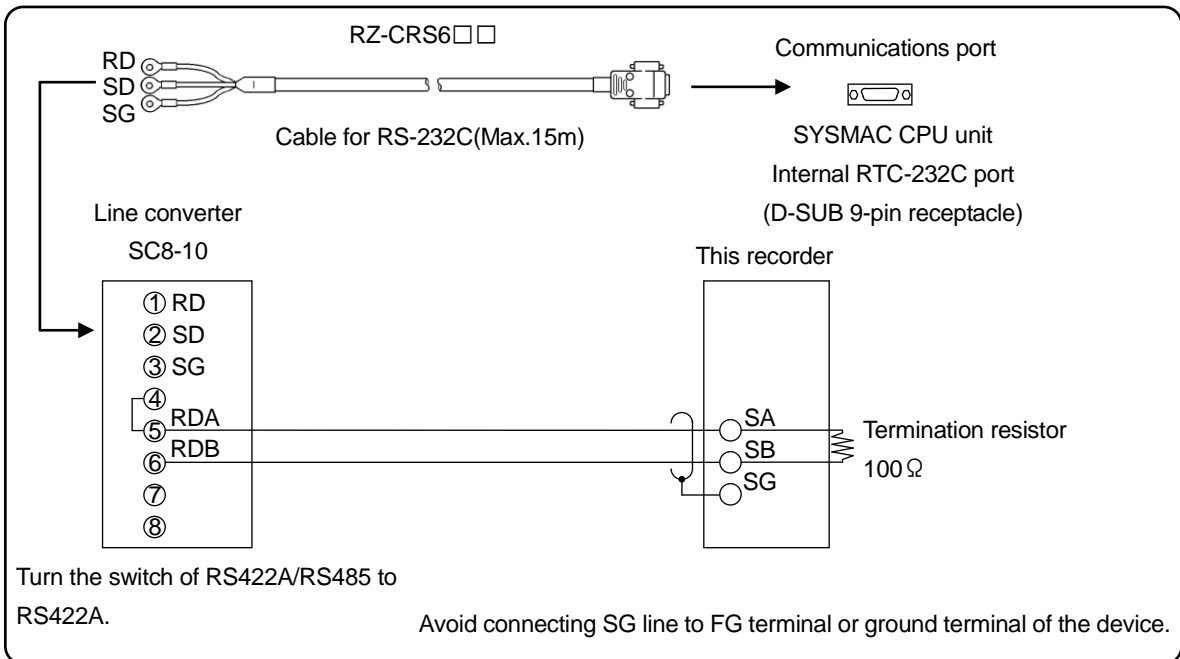 RZ-CRS6□□
RD
SD
SG
Cable for RS-232C(Max.15m)
Communications port
SYSMAC CPU unit
Internal RTC-232C port
(D-SUB 9-pin receptacle)
Line converter
SC8-10
① RD
② SD
③ SG
④
⑤ RDA
⑥ RDB
⑦
⑧
This recorder
SA
SB
SG
Termination resistor
100Ω
Turn the switch of RS422A/RS485 to
RS422A.
Avoid connecting SG line to FG terminal or ground terminal of the device.